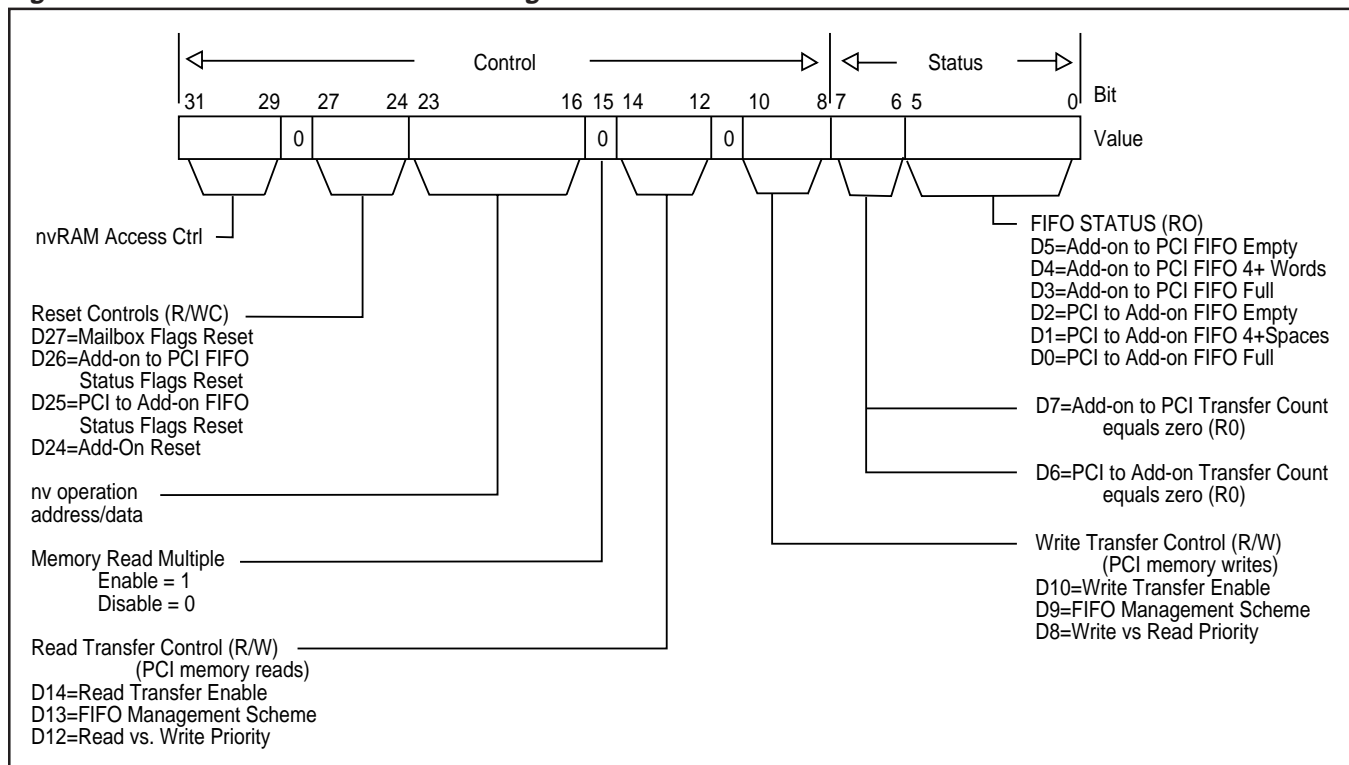 Control
Status
31 29 27 24 23 16 15 14 12 10 8 7 6 5 0 Bit
0 0 0 Value
nvRAM Access Ctrl
Reset Controls (R/WC)
D27=Mailbox Flags Reset
D26=Add-on to PCI FIFO
Status Flags Reset
D25=PCI to Add-on FIFO
Status Flags Reset
D24=Add-On Reset
nv operation
address/data
Memory Read Multiple
Enable = 1
Disable = 0
Read Transfer Control (R/W)
(PCI memory reads)
D14=Read Transfer Enable
D13=FIFO Management Scheme
D12=Read vs. Write Priority
FIFO STATUS (RO)
D5=Add-on to PCI FIFO Empty
D4=Add-on to PCI FIFO 4+ Words
D3=Add-on to PCI FIFO Full
D2=PCI to Add-on FIFO Empty
D1=PCI to Add-on FIFO 4+Spaces
D0=PCI to Add-on FIFO Full
D7=Add-on to PCI Transfer Count
equals zero (R0)
D6=PCI to Add-on Transfer Count
equals zero (R0)
Write Transfer Control (R/W)
(PCI memory writes)
D10=Write Transfer Enable
D9=FIFO Management Scheme
D8=Write vs Read Priority